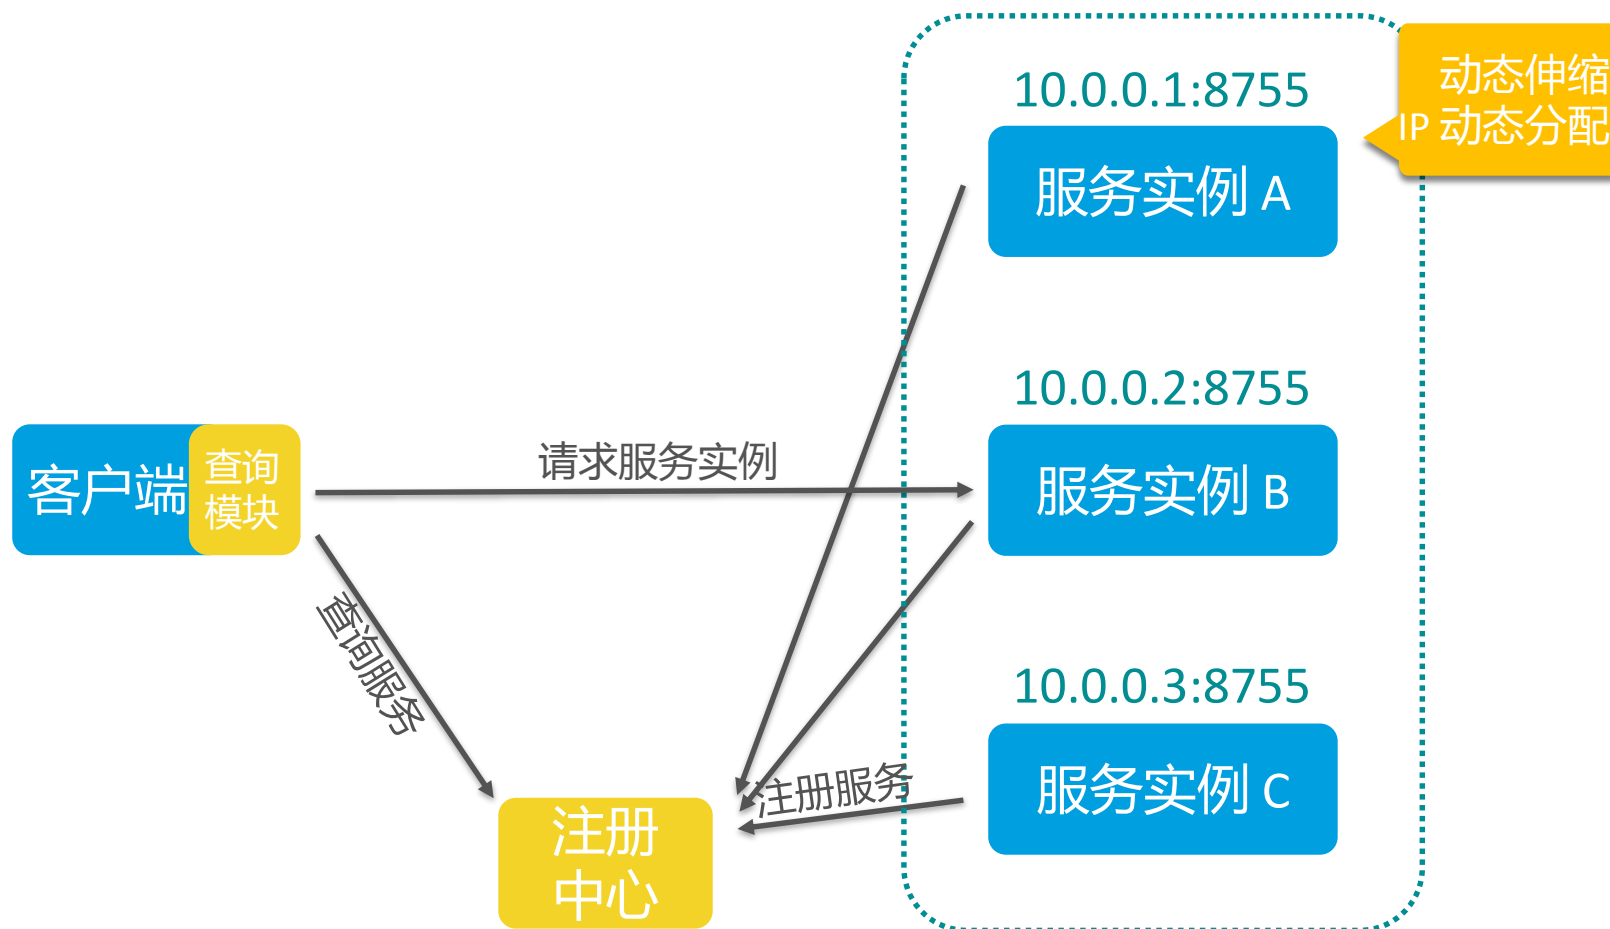 10.0.0.1:8755
动态伸缩
IP 动态分配
服务实例 A
10.0.0.2:8755
请求服务实例
客户端
查询
模块
服务实例 B
查询服务
10.0.0.3:8755
注册服务
服务实例 C
注册
中心